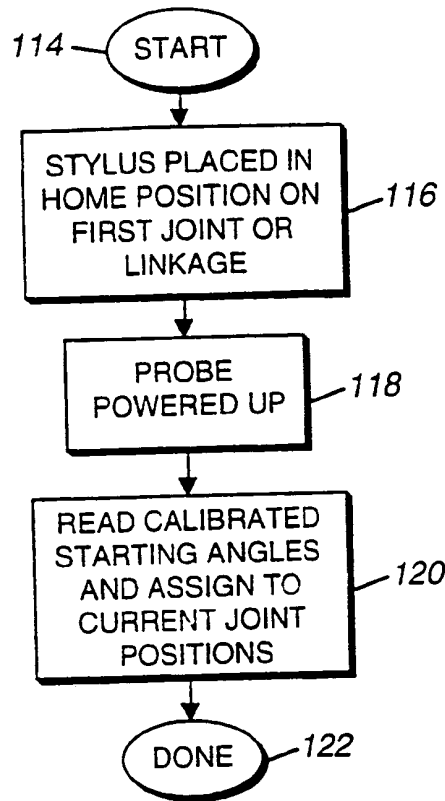 114
START
STYLUS PLACED IN
HOME POSITION ON
FIRST JOINT OR
LINKAGE
116
PROBE
POWERED UP
118
READ CALIBRATED
STARTING ANGLES
AND ASSIGN TO
CURRENT JOINT
POSITIONS
120
DONE
122